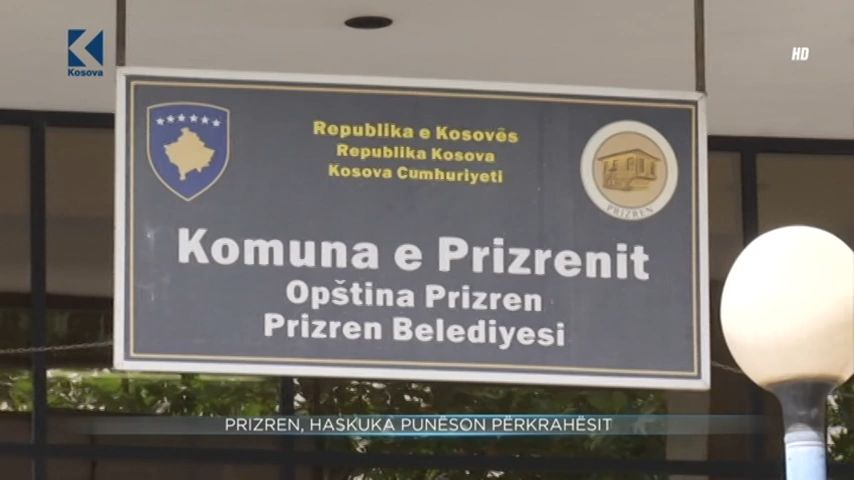 Kosova
HD
Republika e Kosovës
Republika Kosova
Kosova Cumhuriyeti
PRIZREN
Komuna e Prizrenit
Opština Prizren
Prizren Belediyesi
PRIZREN, HASKUKA PUNËSON PËRKRAHËSIT